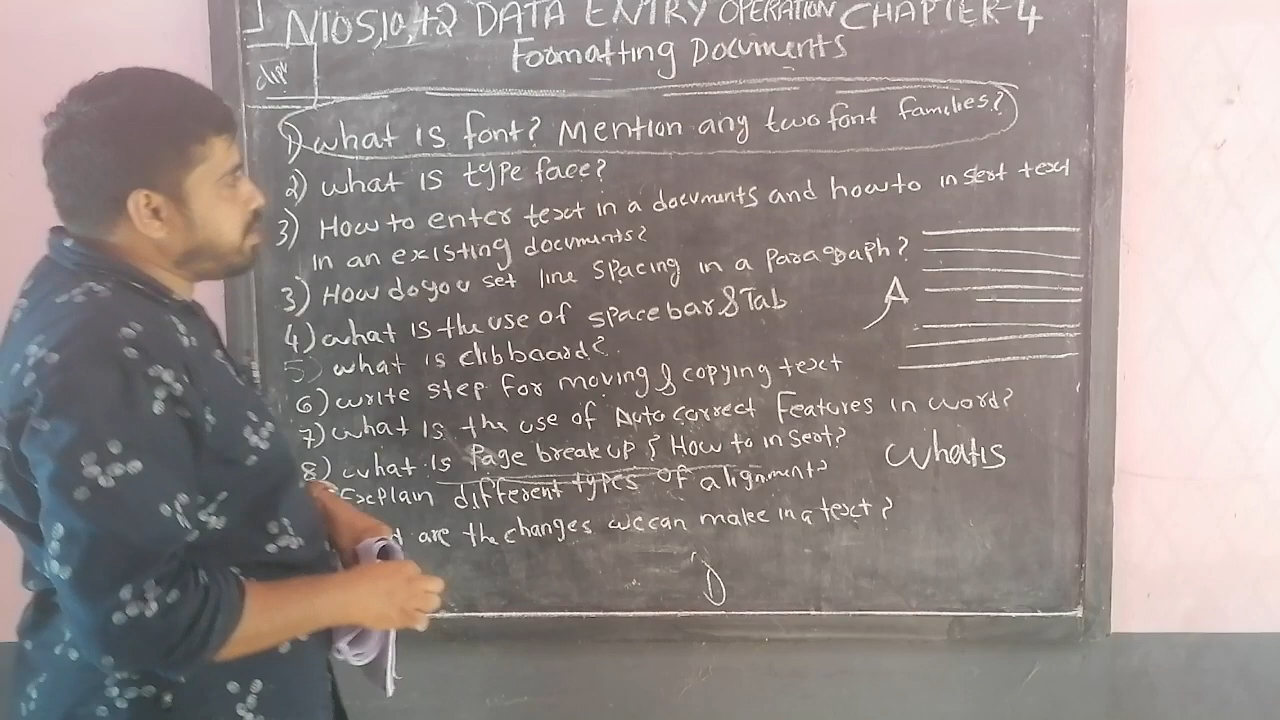 NIOS,10,+2 DATA ENTRY OPERATION CHAPTER-4
Formatting Documents
1) what is font? Mention any two font families?
2) what is type face?
3) How to enter text in a documents and how to insert text
in an existing documents?
3) How do you set line spacing in a paragraph?
A
4) what is the use of spacebar & Tab
5) what is clibboard?
6) write step for moving & copying text
7) what is the use of Autocorrect Features in word?
8) what is Page break up? How to insert?
whatis
Explain different types of alignment?
are the changes we can make in a text?